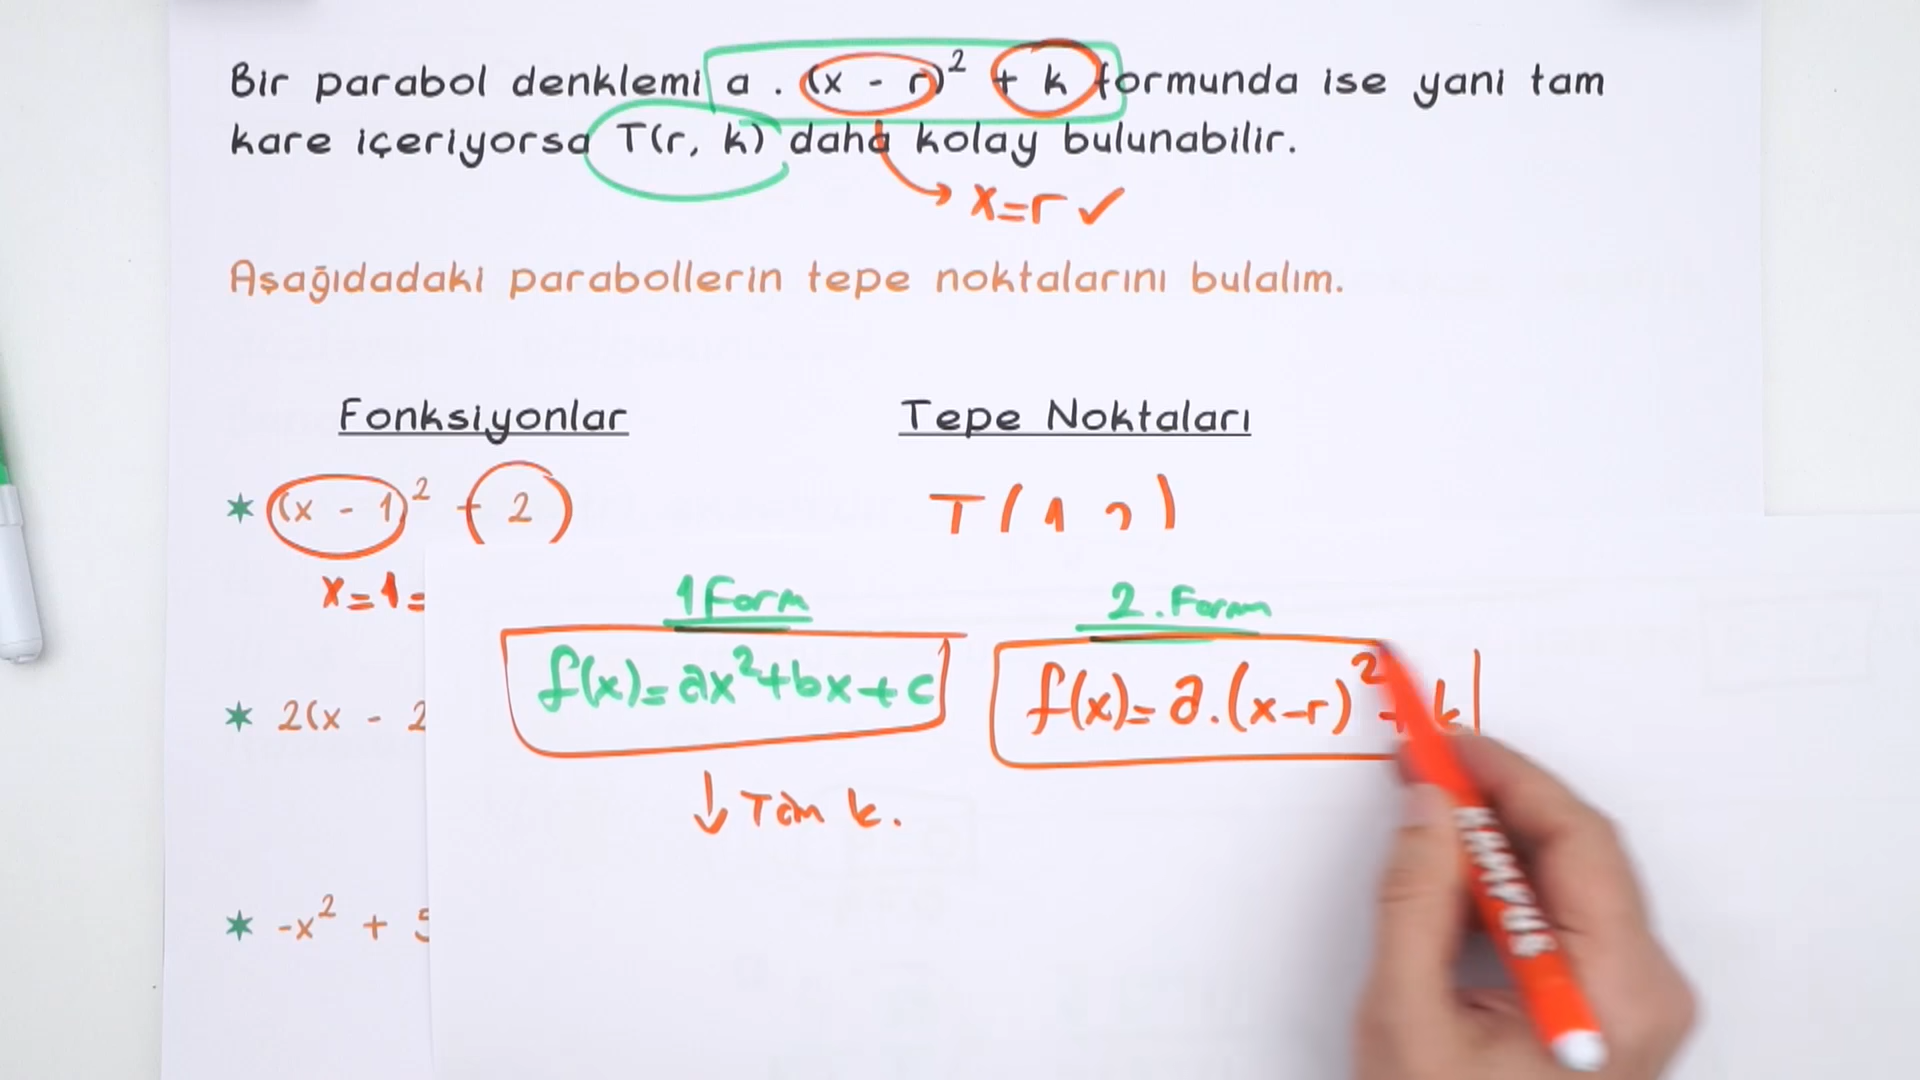 Bir parabol denklemi a . (x - r)² + k formunda ise yani tam
kare içeriyorsa T(r, k) daha kolay bulunabilir.
x=r ✓
Aşağıdadaki parabollerin tepe noktalarını bulalım.
Fonksiyonlar Tepe Noktaları
✶ (x - 1)² + 2 T(1 2)
x=1=
1 Form 2. Form
f(x)=ax²+bx+c f(x)=a.(x-r)²+k
✶ 2(x - 2
↓ Tam k.
✶ -x² + 5